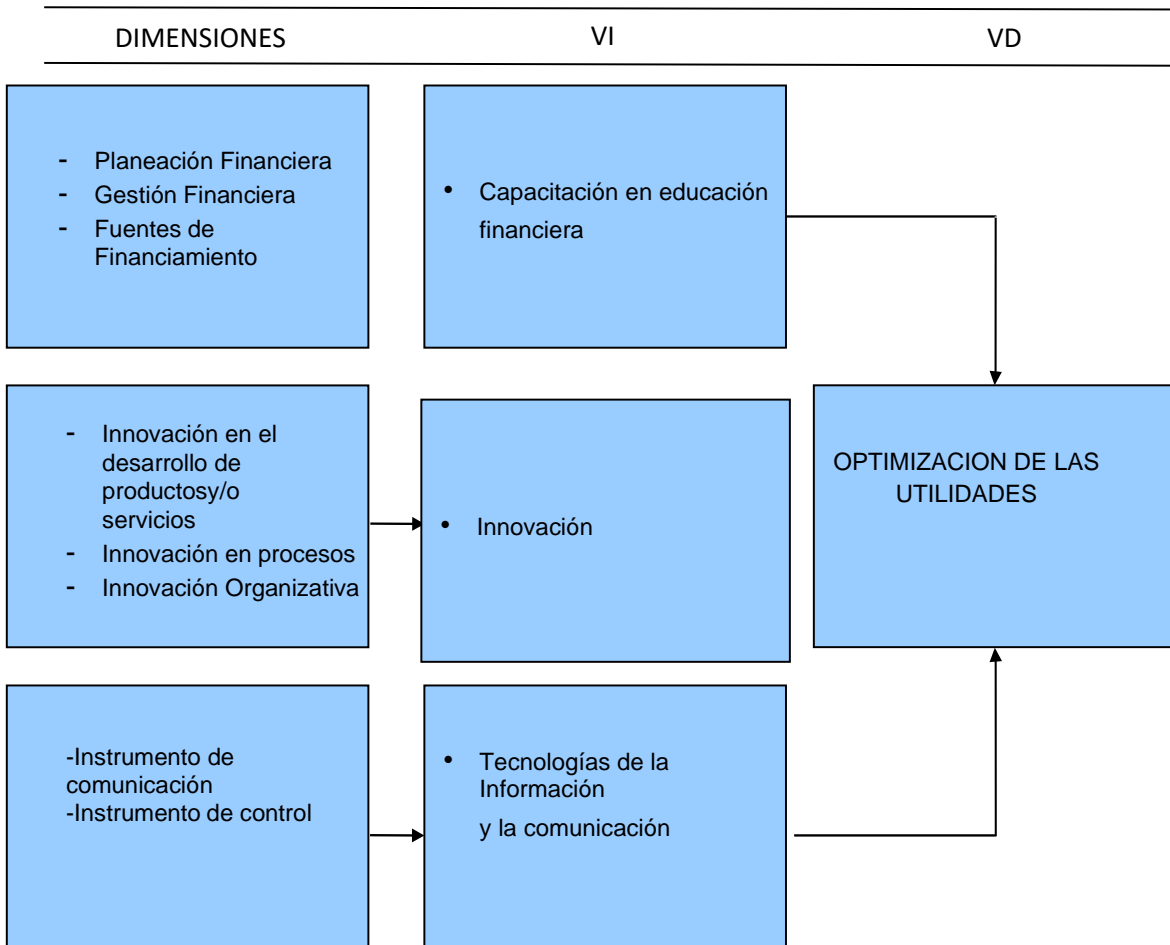 DIMENSIONES VI VD
- Planeación Financiera
- Gestión Financiera
- Fuentes de
Financiamiento
• Capacitación en educación
financiera
- Innovación en el
desarrollo de
productosy/o
servicios
- Innovación en procesos
- Innovación Organizativa
• Innovación
OPTIMIZACION DE LAS
UTILIDADES
-Instrumento de
comunicación
-Instrumento de control
• Tecnologías de la
Información
y la comunicación